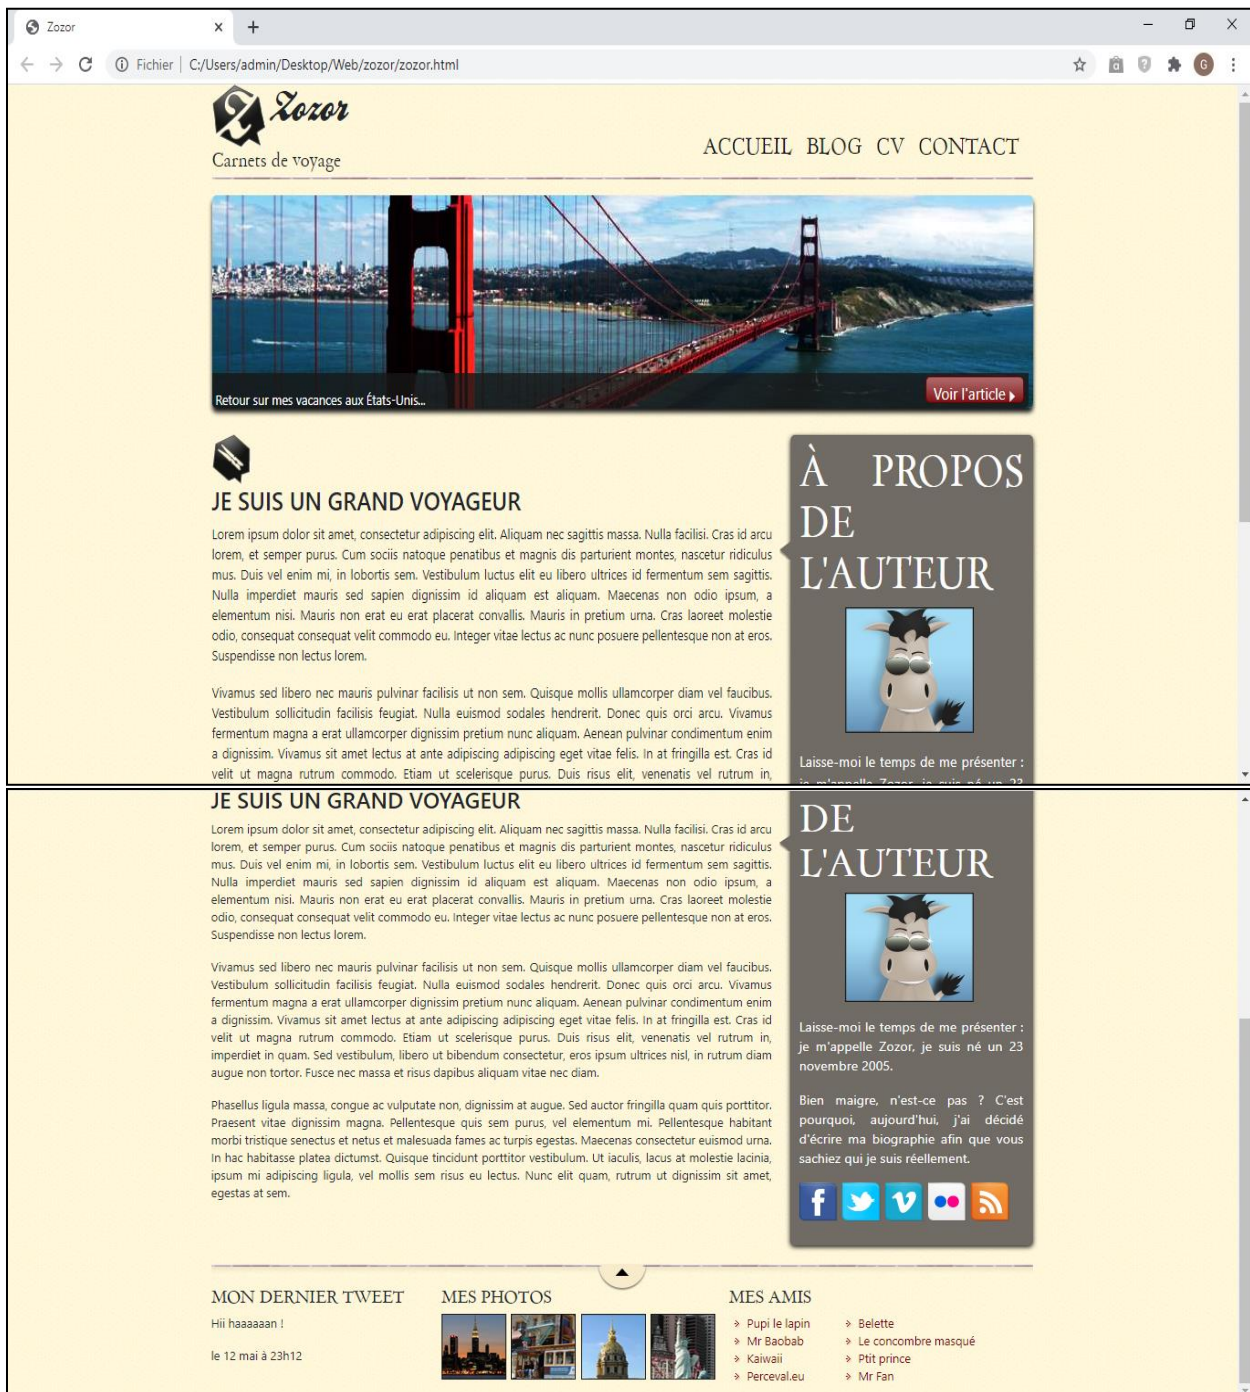 Zozor
Fichier
C:/Users/admin/Desktop/Web/zozor/zozor.html
G
Zozor
Carnets de voyage
ACCUEIL BLOG CV CONTACT
Retour sur mes vacances aux États-Unis...
Voir l'article
JE SUIS UN GRAND VOYAGEUR
Lorem ipsum dolor sit amet, consectetur adipiscing elit. Aliquam nec sagittis massa. Nulla facilisi. Cras id arcu
lorem, et semper purus. Cum sociis natoque penatibus et magnis dis parturient montes, nascetur ridiculus
mus. Duis vel enim mi, in lobortis sem. Vestibulum luctus elit eu libero ultrices id fermentum sem sagittis.
Nulla imperdiet mauris sed sapien dignissim id aliquam est aliquam. Maecenas non odio ipsum, a
elementum nisi. Mauris non erat eu erat placerat convallis. Mauris in pretium urna. Cras laoreet molestie
odio, consequat consequat velit commodo eu. Integer vitae lectus ac nunc posuere pellentesque non at eros.
Suspendisse non lectus lorem.
Vivamus sed libero nec mauris pulvinar facilisis ut non sem. Quisque mollis ullamcorper diam vel faucibus.
Vestibulum sollicitudin facilisis feugiat. Nulla euismod sodales hendrerit. Donec quis orci arcu. Vivamus
fermentum magna a erat ullamcorper dignissim pretium nunc aliquam. Aenean pulvinar condimentum enim
a dignissim. Vivamus sit amet lectus at ante adipiscing adipiscing eget vitae felis. In at fringilla est. Cras id
velit ut magna rutrum commodo. Etiam ut scelerisque purus. Duis risus elit, venenatis vel rutrum in,
À PROPOS
DE
L'AUTEUR
Laisse-moi le temps de me présenter :
je m'appelle Zozor, je suis né un 23
JE SUIS UN GRAND VOYAGEUR
Lorem ipsum dolor sit amet, consectetur adipiscing elit. Aliquam nec sagittis massa. Nulla facilisi. Cras id arcu
lorem, et semper purus. Cum sociis natoque penatibus et magnis dis parturient montes, nascetur ridiculus
mus. Duis vel enim mi, in lobortis sem. Vestibulum luctus elit eu libero ultrices id fermentum sem sagittis.
Nulla imperdiet mauris sed sapien dignissim id aliquam est aliquam. Maecenas non odio ipsum, a
elementum nisi. Mauris non erat eu erat placerat convallis. Mauris in pretium urna. Cras laoreet molestie
odio, consequat consequat velit commodo eu. Integer vitae lectus ac nunc posuere pellentesque non at eros.
Suspendisse non lectus lorem.
Vivamus sed libero nec mauris pulvinar facilisis ut non sem. Quisque mollis ullamcorper diam vel faucibus.
Vestibulum sollicitudin facilisis feugiat. Nulla euismod sodales hendrerit. Donec quis orci arcu. Vivamus
fermentum magna a erat ullamcorper dignissim pretium nunc aliquam. Aenean pulvinar condimentum enim
a dignissim. Vivamus sit amet lectus at ante adipiscing adipiscing eget vitae felis. In at fringilla est. Cras id
velit ut magna rutrum commodo. Etiam ut scelerisque purus. Duis risus elit, venenatis vel rutrum in,
imperdiet in quam. Sed vestibulum, libero ut bibendum consectetur, eros ipsum ultrices nisl, in rutrum diam
augue non tortor. Fusce nec massa et risus dapibus aliquam vitae nec diam.
Phasellus ligula massa, congue ac vulputate non, dignissim at augue. Sed auctor fringilla quam quis porttitor.
Praesent vitae dignissim magna. Pellentesque quis sem purus, vel elementum mi. Pellentesque habitant
morbi tristique senectus et netus et malesuada fames ac turpis egestas. Maecenas consectetur euismod urna.
In hac habitasse platea dictumst. Quisque tincidunt porttitor vestibulum. Ut iaculis, lacus at molestie lacinia,
ipsum mi adipiscing ligula, vel mollis sem risus eu lectus. Nunc elit quam, rutrum ut dignissim sit amet,
egestas at sem.
DE
L'AUTEUR
Laisse-moi le temps de me présenter :
je m'appelle Zozor, je suis né un 23
novembre 2005.
Bien maigre, n'est-ce pas ? C'est
pourquoi, aujourd'hui, j'ai décidé
d'écrire ma biographie afin que vous
sachiez qui je suis réellement.
MON DERNIER TWEET
Hii haaaaaan !
le 12 mai à 23h12
MES PHOTOS
MES AMIS
Pupi le lapin
Mr Baobab
Kaiwaii
Perceval.eu
Belette
Le concombre masqué
Ptit prince
Mr Fan